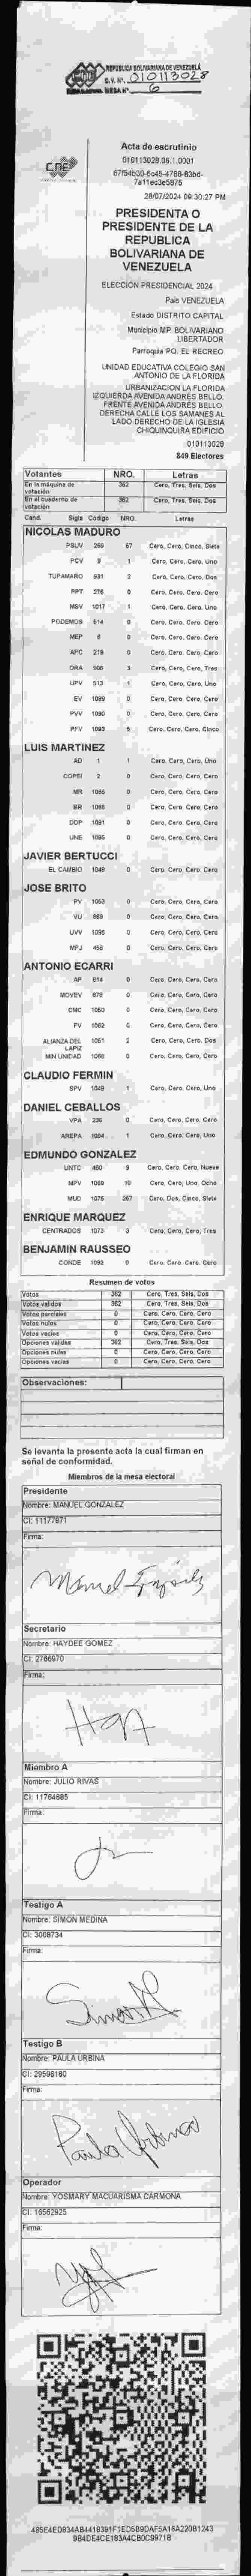 REPUBLICA BOLIVARIANA DE VENEZUELA
C.V. N°. 010113028
MESA N°. 6
CNE
Acta de escrutinio
010113028.06.1.0001
28/07/2024 09:30:27 PM
PRESIDENTA O
PRESIDENTE DE LA
REPUBLICA
BOLIVARIANA DE
VENEZUELA
ELECCIÓN PRESIDENCIAL 2024
País VENEZUELA
Estado DISTRITO CAPITAL
Municipio MP. BOLIVARIANO
LIBERTADOR
Parroquia PQ. EL RECREO
UNIDAD EDUCATIVA COLEGIO SAN
ANTONIO DE LA FLORIDA
URBANIZACION LA FLORIDA
IZQUIERDA AVENIDA ANDRÉS BELLO.
FRENTE AVENIDA ANDRÉS BELLO.
DERECHA CALLE LOS SAMANES AL
LADO DERECHO DE LA IGLESIA
CHIQUINQUIRA EDIFICIO
010113028
849 Electores
Votantes NRO. Letras
En la máquina de votación 362 Cero, Tres, Seis, Dos
En el cuaderno de votación 362 Cero, Tres, Seis, Dos
Cand. Sigla Codigo NRO. Letras
NICOLAS MADURO
PSUV 269 57 Cero, Cero, Cinco, Siete
PCV 9 1 Cero, Cero, Cero, Uno
TUPAMARO 931 2 Cero, Cero, Cero, Dos
PPT 276 0 Cero, Cero, Cero, Cero
MSV 1017 1 Cero, Cero, Cero, Uno
PODEMOS 514 0 Cero, Cero, Cero, Cero
MEP 6 0 Cero, Cero, Cero, Cero
APC 219 0 Cero, Cero, Cero, Cero
ORA 906 3 Cero, Cero, Cero, Tres
UPV 513 1 Cero, Cero, Cero, Uno
EV 1089 0 Cero, Cero, Cero, Cero
PVV 1090 0 Cero, Cero, Cero, Cero
PFV 1093 5 Cero, Cero, Cero, Cinco
LUIS MARTINEZ
AD 1 1 Cero, Cero, Cero, Uno
COPEI 2 0 Cero, Cero, Cero, Cero
MR 1065 0 Cero, Cero, Cero, Cero
BR 1066 0 Cero, Cero, Cero, Cero
DDP 1091 0 Cero, Cero, Cero, Cero
UNE 1095 0 Cero, Cero, Cero, Cero
JAVIER BERTUCCI
EL CAMBIO 1049 0 Cero, Cero, Cero, Cero
JOSE BRITO
PV 1053 0 Cero, Cero, Cero, Cero
VU 869 0 Cero, Cero, Cero, Cero
UVV 1096 0 Cero, Cero, Cero, Cero
MPJ 458 0 Cero, Cero, Cero, Cero
ANTONIO ECARRI
AP 814 0 Cero, Cero, Cero, Cero
MOVEV 878 0 Cero, Cero, Cero, Cero
CMC 1050 0 Cero, Cero, Cero, Cero
FV 1062 0 Cero, Cero, Cero, Cero
ALIANZA DEL LAPIZ 1051 2 Cero, Cero, Cero, Dos
MIN UNIDAD 1056 0 Cero, Cero, Cero, Cero
CLAUDIO FERMIN
SPV 1049 1 Cero, Cero, Cero, Uno
DANIEL CEBALLOS
VPA 236 0 Cero, Cero, Cero, Cero
AREPA 1094 1 Cero, Cero, Cero, Uno
EDMUNDO GONZALEZ
UNTC 460 9 Cero, Cero, Cero, Nueve
MPV 1069 18 Cero, Cero, Uno, Ocho
MUD 1075 257 Cero, Dos, Cinco, Siete
ENRIQUE MARQUEZ
CENTRADOS 1073 3 Cero, Cero, Cero, Tres
BENJAMIN RAUSSEO
CONDE 1092 0 Cero, Cero, Cero, Cero
Resumen de votos
Votos 362 Cero, Tres, Seis, Dos
Votos validos 362 Cero, Tres, Seis, Dos
Votos parciales 0 Cero, Cero, Cero, Cero
Votos nulos 0 Cero, Cero, Cero, Cero
Votos vacios 0 Cero, Cero, Cero, Cero
Opciones validas 362 Cero, Tres, Seis, Dos
Opciones nulas 0 Cero, Cero, Cero, Cero
Opciones vacias 0 Cero, Cero, Cero, Cero
Observaciones:
Se levanta la presente acta la cual firman en
señal de conformidad.
Miembros de la mesa electoral
Presidente
Nombre: MANUEL GONZALEZ
CI: 11177971
Firma:
Secretario
Nombre: HAYDEE GOMEZ
CI: 2766970
Firma:
Miembro A
Nombre: JULIO RIVAS
CI: 11764685
Firma:
Testigo A
Nombre: SIMON MEDINA
CI: 3008734
Firma:
Testigo B
Nombre: PAULA URBINA
CI: 29598180
Firma:
Paula Urbina
Operador
Nombre: YOSMARY MACUARISMA CARMONA
CI: 16562925
Firma: